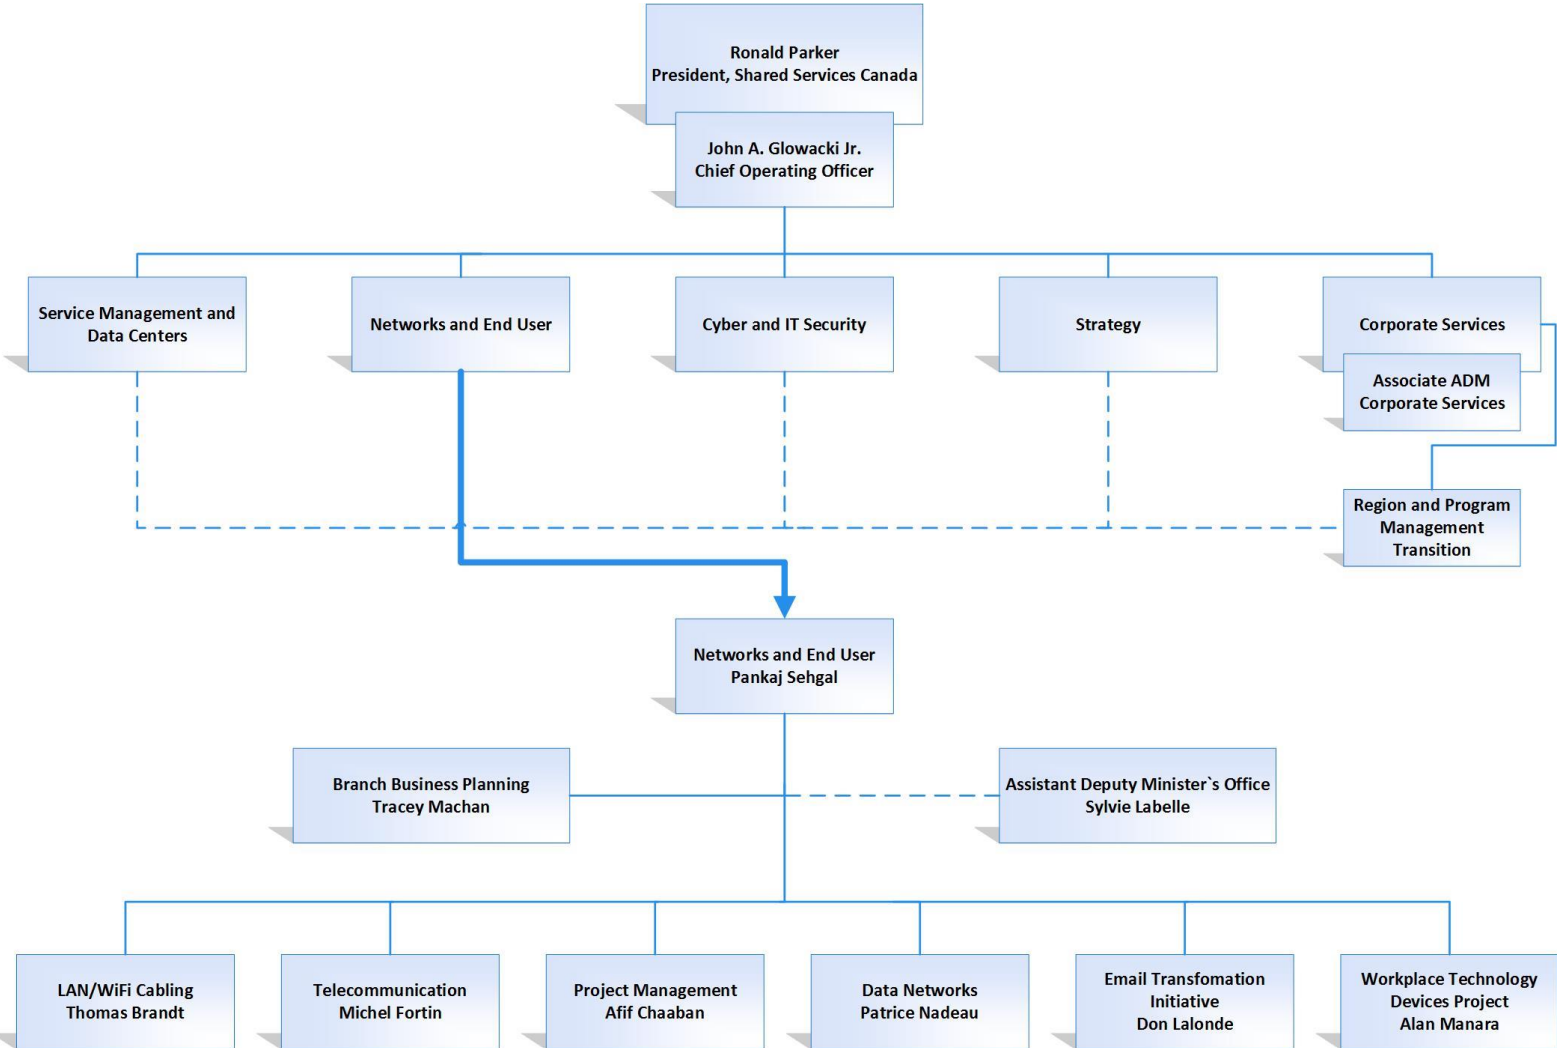 Ronald Parker
President, Shared Services Canada
John A. Glowacki Jr.
Chief Operating Officer
Service Management and
Data Centers
Networks and End User
Cyber and IT Security
Strategy
Corporate Services
Associate ADM
Corporate Services
Region and Program
Management
Transition
Networks and End User
Pankaj Sehgal
Branch Business Planning
Tracey Machan
Assistant Deputy Minister`s Office
Sylvie Labelle
LAN/WiFi Cabling
Thomas Brandt
Telecommunication
Michel Fortin
Project Management
Afif Chaaban
Data Networks
Patrice Nadeau
Email Transfomation
Initiative
Don Lalonde
Workplace Technology
Devices Project
Alan Manara